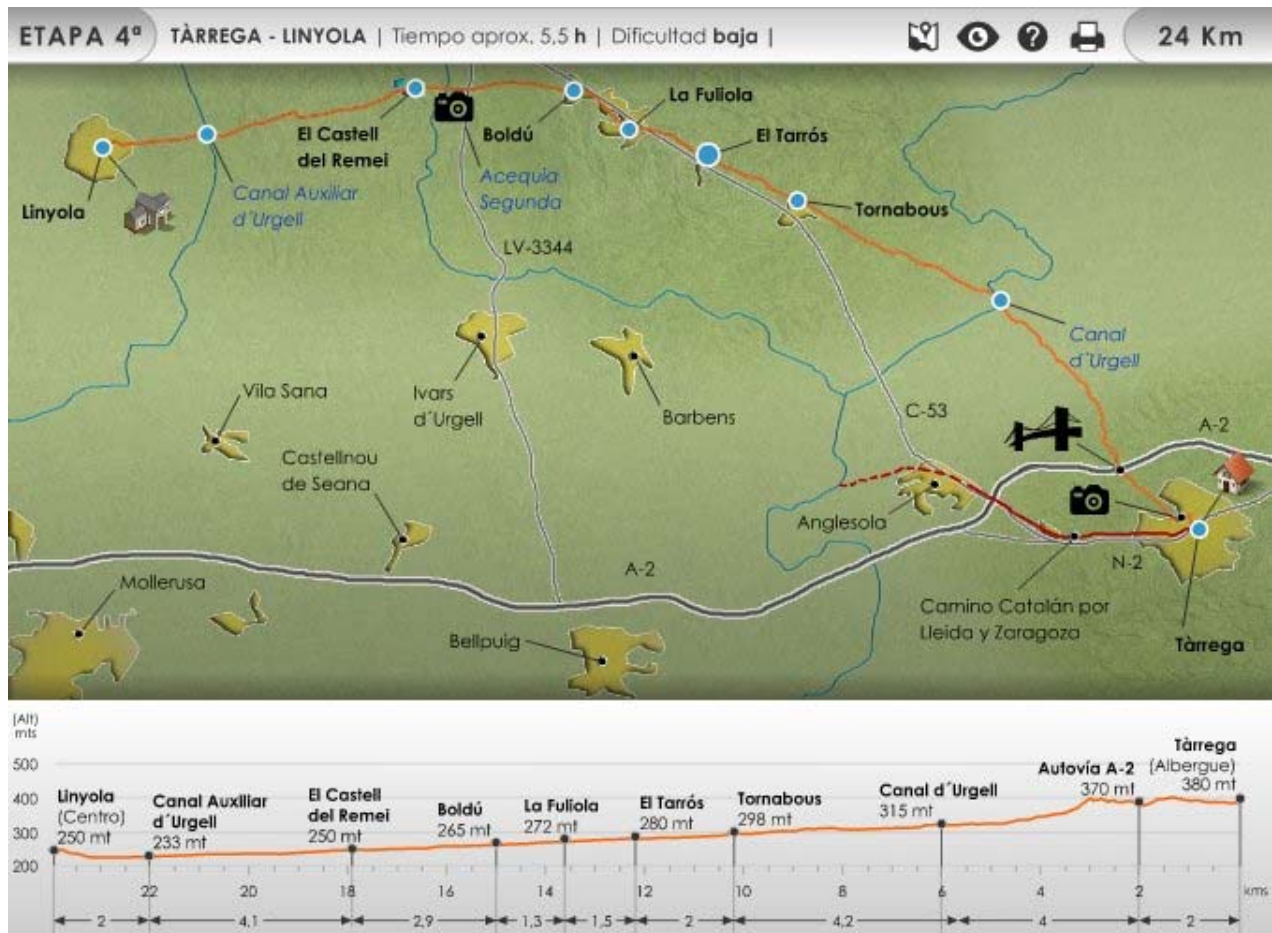 ETAPA 4ª
TÀRREGA - LINYOLA | Tiempo aprox. 5,5 h | Dificultad baja |
?
24 Km
La Fuliola
El Castell
del Remei
Boldú
El Tarrós
Canal Auxiliar
d´Urgell
Acequia
Segunda
Linyola
Tornabous
LV-3344
Canal
d´Urgell
Vila Sana
Ivars
d´Urgell
Barbens
C-53
A-2
Castellnou
de Seana
Anglesola
A-2
N-2
Mollerusa
Camino Catalán por
Lleida y Zaragoza
Bellpuig
Tàrrega
(Alt)
mts
500
400
300
200
Linyola
(Centro)
250 mt
Canal Auxiliar
d´Urgell
233 mt
El Castell
del Remei
250 mt
Boldú
265 mt
La Fuliola
272 mt
El Tarrós
280 mt
Tornabous
298 mt
Canal d´Urgell
315 mt
Autovía A-2
370 mt
Tàrrega
(Albergue)
380 mt
22 20 18 16 14 12 10 8 6 4 2 kms
2 4,1 2,9 1,3 1,5 2 4,2 4 2